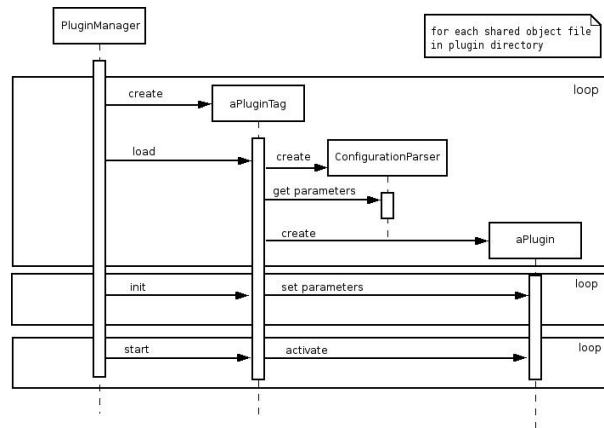 PluginManager
for each shared object file
in plugin directory
loop
create
aPluginTag
load
create
ConfigurationParser
get parameters
create
aPlugin
loop
init
set parameters
loop
start
activate